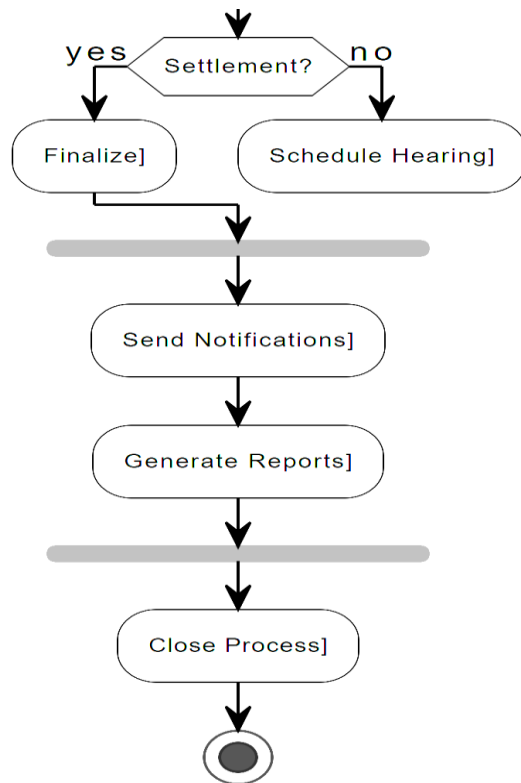 yes
Settlement?
no
Finalize]
Schedule Hearing]
Send Notifications]
Generate Reports]
Close Process]